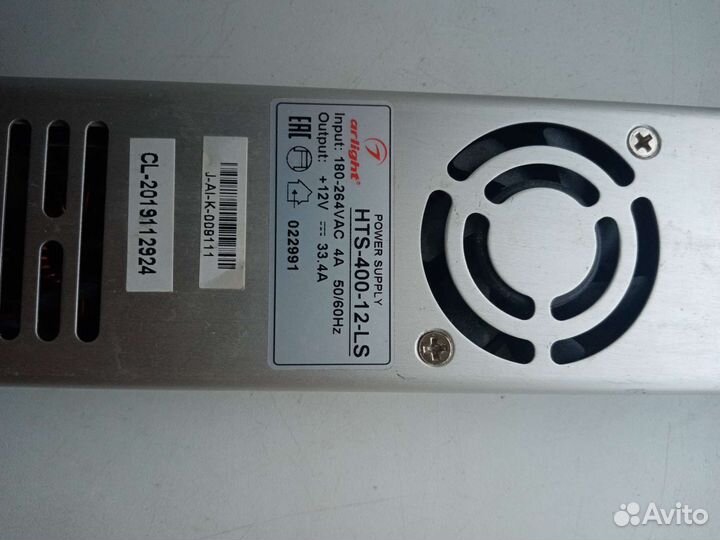 arlight®
POWER SUPPLY
HTS-400-12-LS
Input: 180-264VAC 4A 50/60Hz
Output: +12V ⎓ 33.4A
EAC 022991
J-AI-K-009111
CL-2019112924
Avito